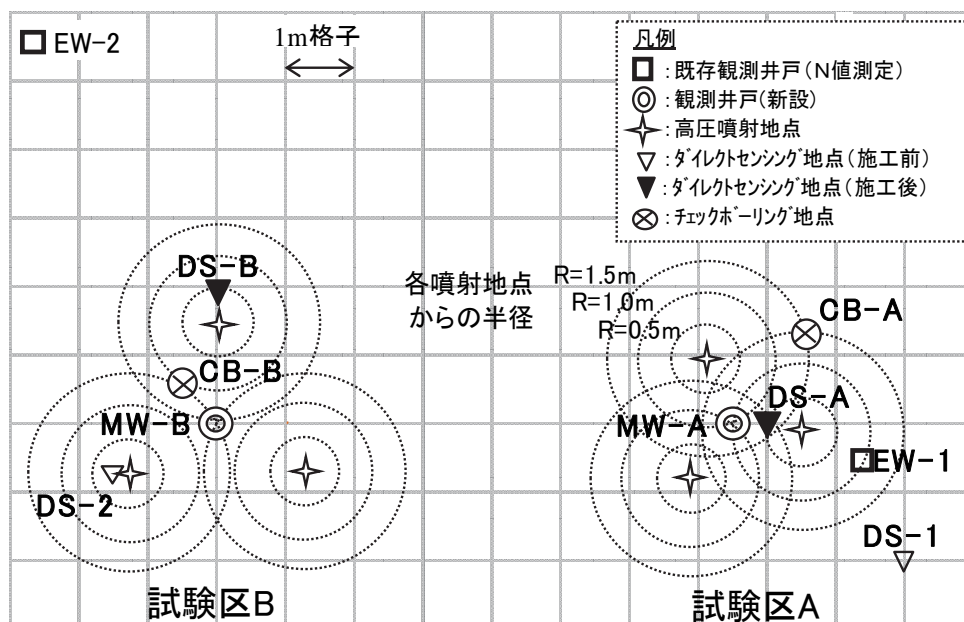 EW-2
1m格子
凡例
:既存観測井戸(N値測定)
:観測井戸(新設)
:高圧噴射地点
:ダイレクトセンシング地点(施工前)
:ダイレクトセンシング地点(施工後)
:チェックボーリング地点
DS-B
各噴射地点
からの半径
R=1.5m
R=1.0m
R=0.5m
CB-A
CB-B
DS-A
MW-B
MW-A
EW-1
DS-2
DS-1
試験区B
試験区A